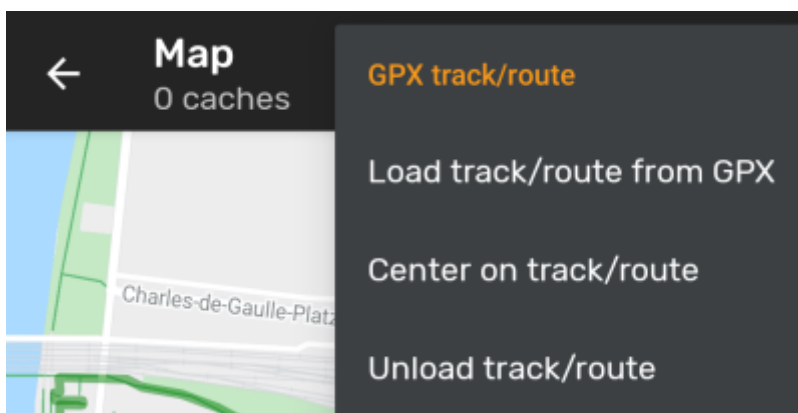 Map
0 caches
GPX track/route
Load track/route from GPX
Center on track/route
Unload track/route
Charles-de-Gaulle-Platz